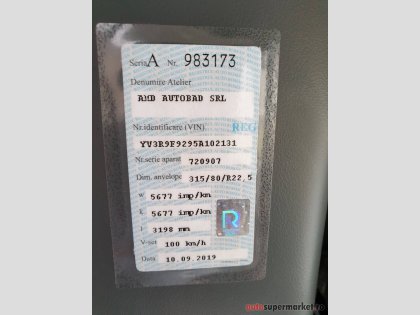 Seria A Nr. 983173
Denumire Atelier
AMB AUTOBAD SRL
Nr.identificare (VIN) REG
YV3R9F9295A102131
Nr.serie aparat 720907
Dim. anvelope 315/80/R22,5
w 5677 imp/km
k 5677 imp/km
l 3198 mm
V-set 100 km/h
Data 10.09.2019
R
autosupermarket.ro